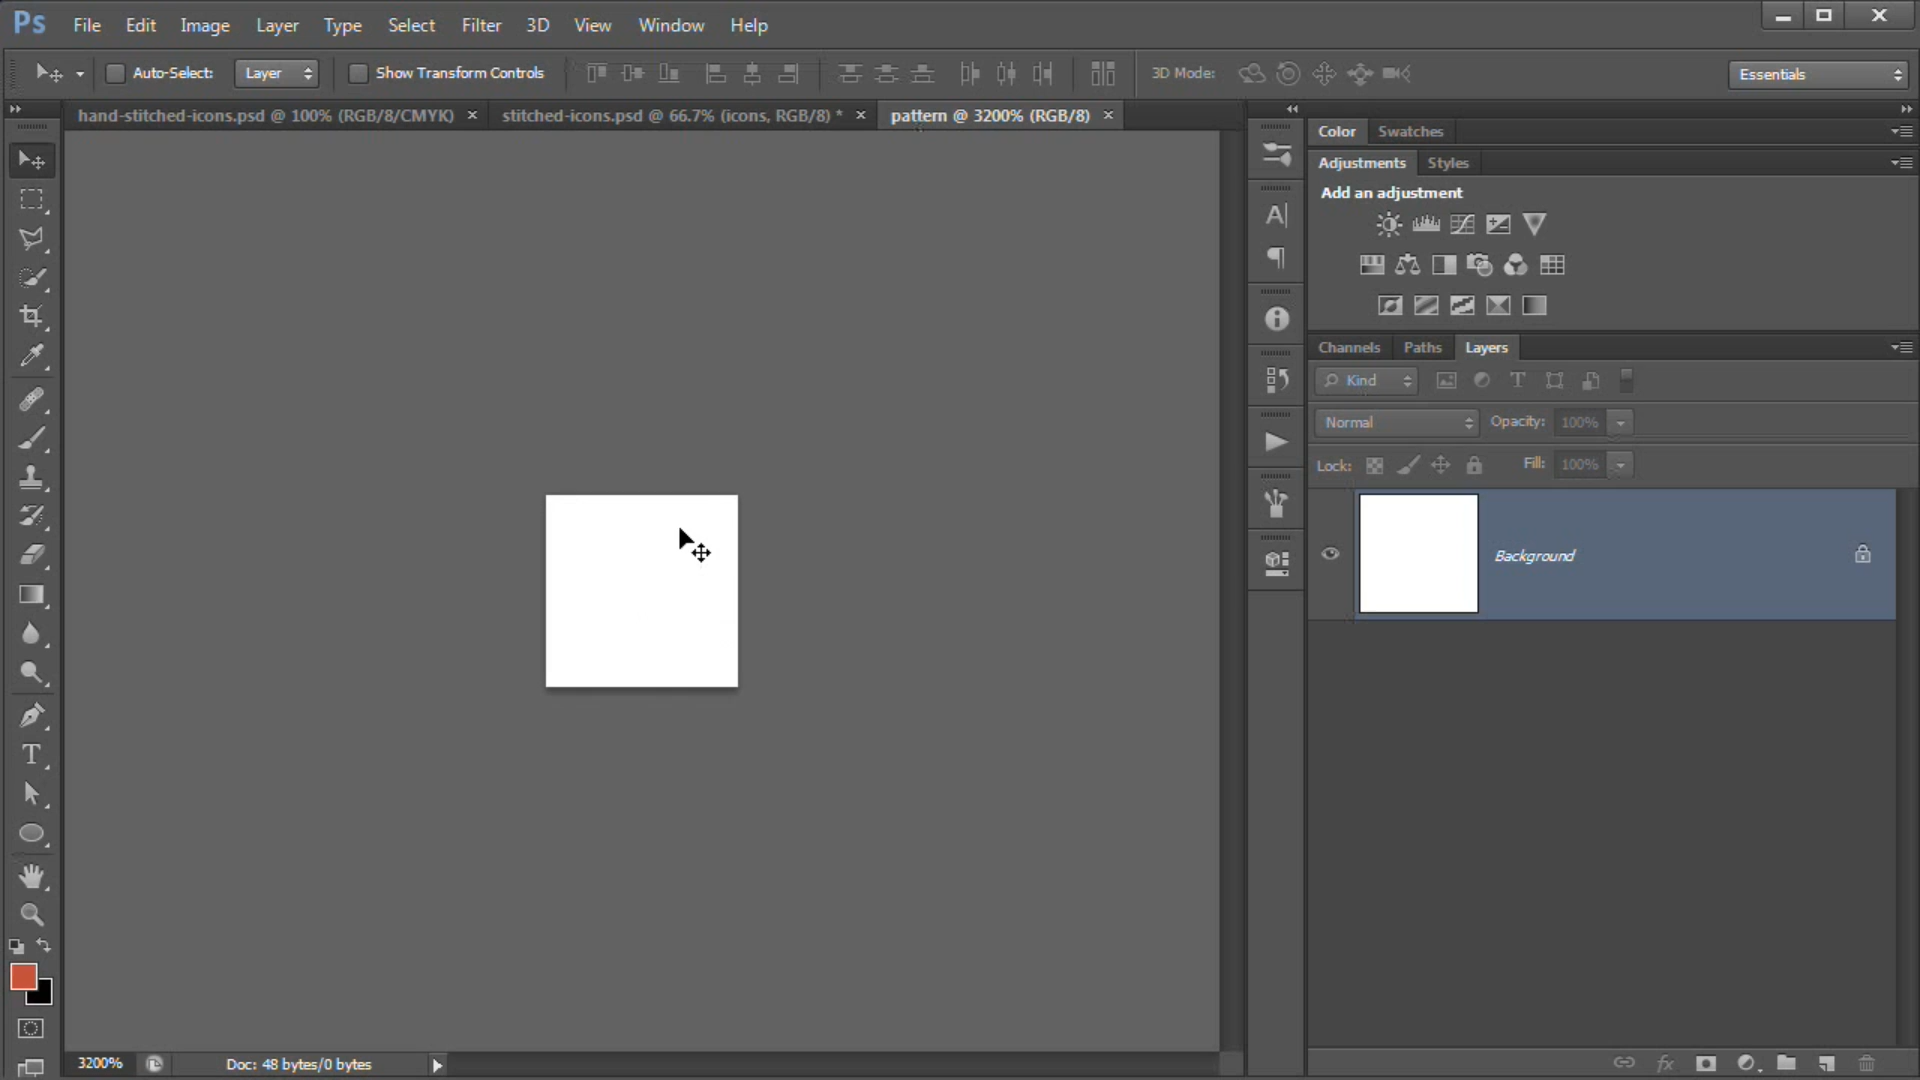 Ps File Edit Image Layer Type Select Filter 3D View Window Help
Auto-Select: Layer Show Transform Controls 3D Mode: Essentials
hand-stitched-icons.psd @ 100% (RGB/8/CMYK) × stitched-icons.psd @ 66.7% (icons, RGB/8) * × pattern @ 3200% (RGB/8) ×
Color Swatches
Adjustments Styles
Add an adjustment
Channels Paths Layers
Kind
Normal Opacity: 100%
Lock: Fill: 100%
Background
3200% Doc: 48 bytes/0 bytes